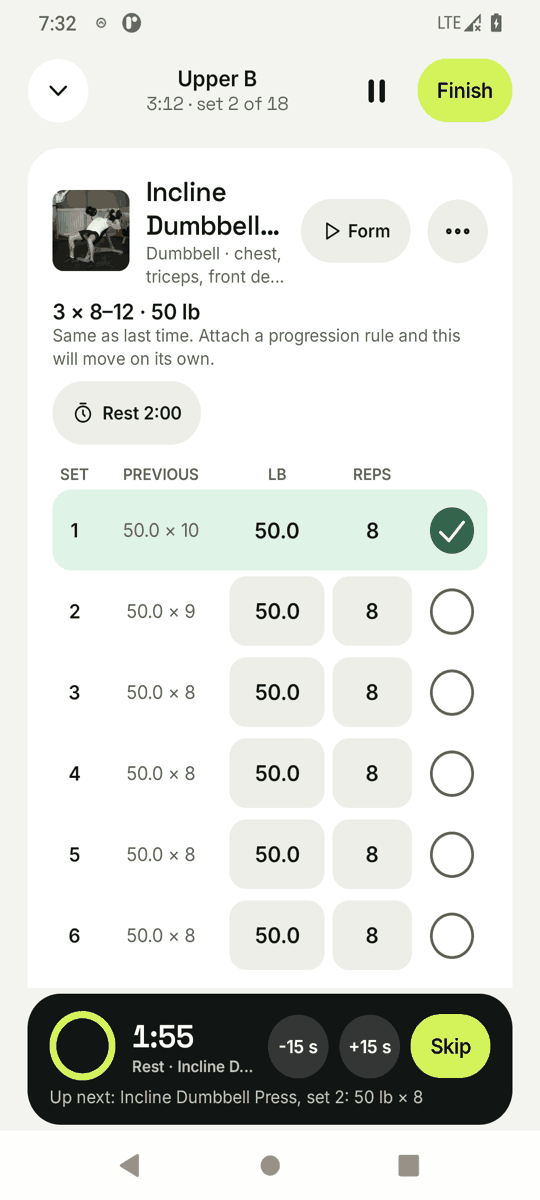 7:32
LTE
Upper B
3:12 · set 2 of 18
Finish
Incline
Dumbbell...
Dumbbell · chest,
triceps, front de...
Form
3 × 8–12 · 50 lb
Same as last time. Attach a progression rule and this
will move on its own.
Rest 2:00
SET PREVIOUS LB REPS
1 50.0 × 10 50.0 8
2 50.0 × 9 50.0 8
3 50.0 × 8 50.0 8
4 50.0 × 8 50.0 8
5 50.0 × 8 50.0 8
6 50.0 × 8 50.0 8
1:55
Rest · Incline D...
-15 s
+15 s
Skip
Up next: Incline Dumbbell Press, set 2: 50 lb × 8